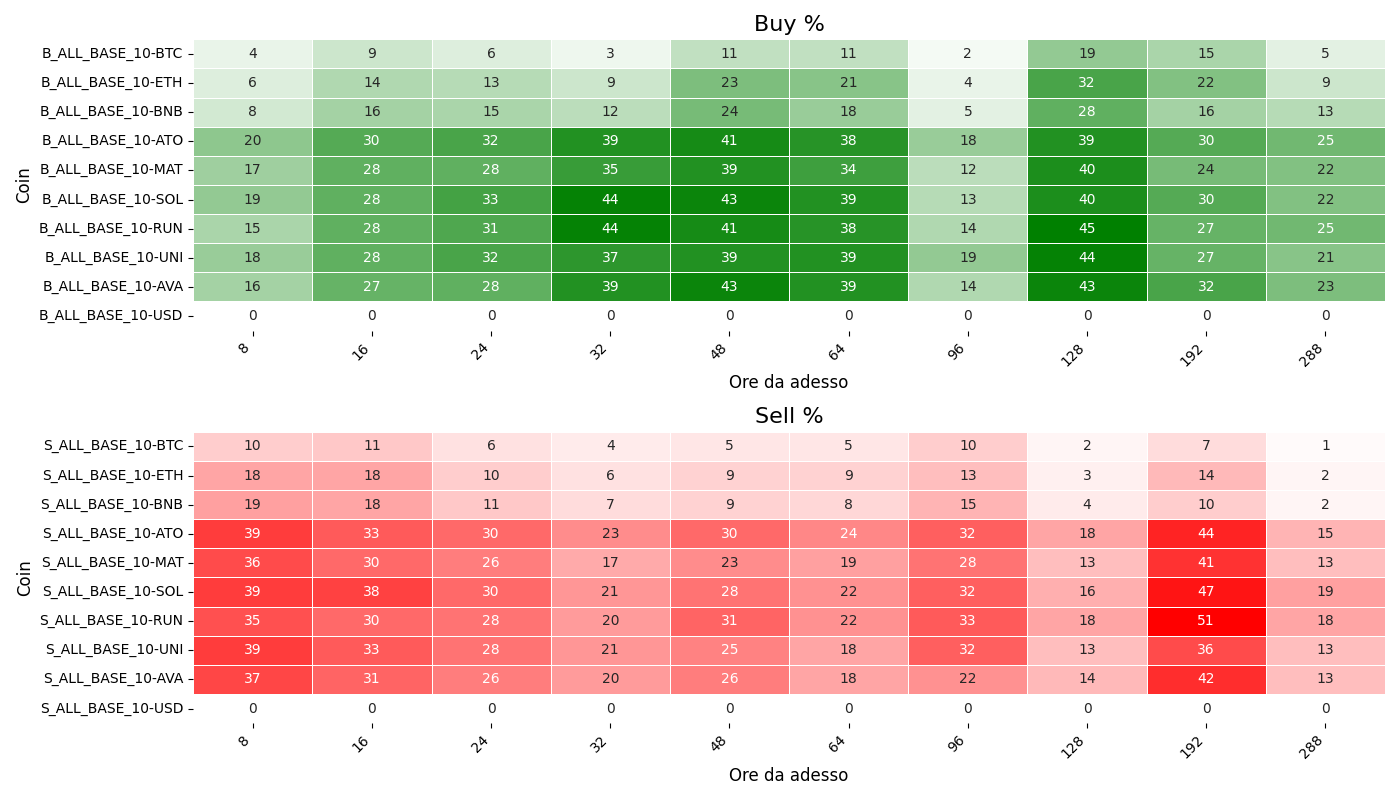 Buy %
Coin
B_ALL_BASE_10-BTC 4 9 6 3 11 11 2 19 15 5
B_ALL_BASE_10-ETH 6 14 13 9 23 21 4 32 22 9
B_ALL_BASE_10-BNB 8 16 15 12 24 18 5 28 16 13
B_ALL_BASE_10-ATO 20 30 32 39 41 38 18 39 30 25
B_ALL_BASE_10-MAT 17 28 28 35 39 34 12 40 24 22
B_ALL_BASE_10-SOL 19 28 33 44 43 39 13 40 30 22
B_ALL_BASE_10-RUN 15 28 31 44 41 38 14 45 27 25
B_ALL_BASE_10-UNI 18 28 32 37 39 39 19 44 27 21
B_ALL_BASE_10-AVA 16 27 28 39 43 39 14 43 32 23
B_ALL_BASE_10-USD 0 0 0 0 0 0 0 0 0 0
8 16 24 32 48 64 96 128 192 288
Ore da adesso
Sell %
Coin
S_ALL_BASE_10-BTC 10 11 6 4 5 5 10 2 7 1
S_ALL_BASE_10-ETH 18 18 10 6 9 9 13 3 14 2
S_ALL_BASE_10-BNB 19 18 11 7 9 8 15 4 10 2
S_ALL_BASE_10-ATO 39 33 30 23 30 24 32 18 44 15
S_ALL_BASE_10-MAT 36 30 26 17 23 19 28 13 41 13
S_ALL_BASE_10-SOL 39 38 30 21 28 22 32 16 47 19
S_ALL_BASE_10-RUN 35 30 28 20 31 22 33 18 51 18
S_ALL_BASE_10-UNI 39 33 28 21 25 18 32 13 36 13
S_ALL_BASE_10-AVA 37 31 26 20 26 18 22 14 42 13
S_ALL_BASE_10-USD 0 0 0 0 0 0 0 0 0 0
8 16 24 32 48 64 96 128 192 288
Ore da adesso